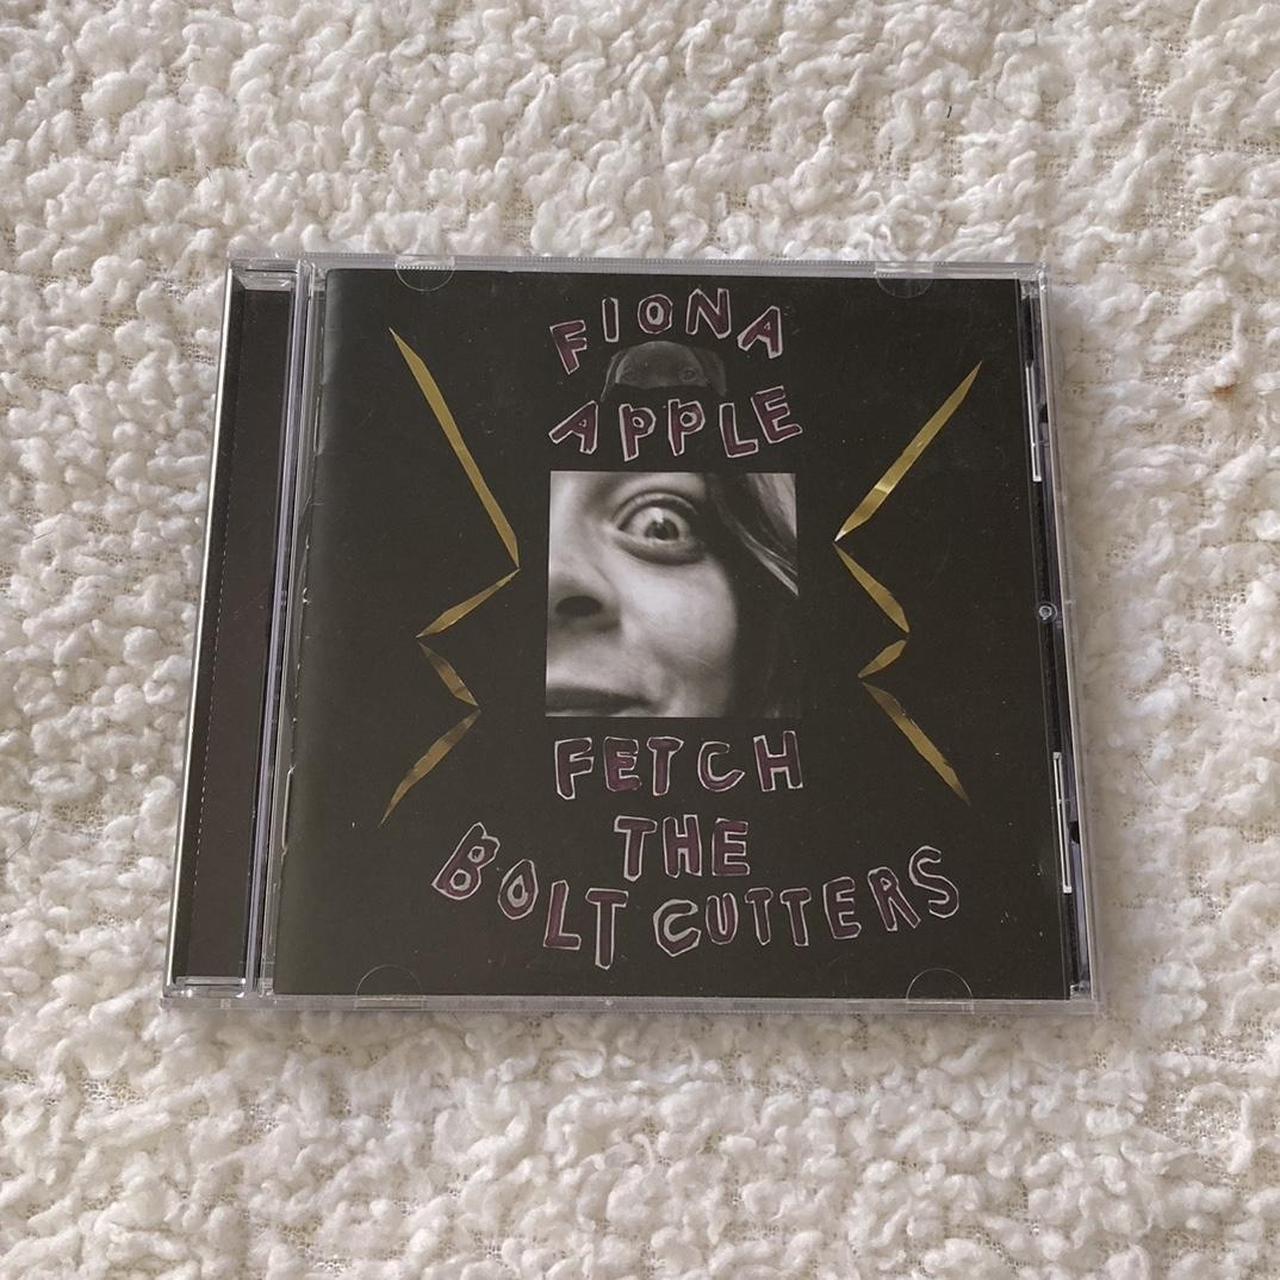 FIONA
APPLE
FETCH
THE
BOLT CUTTERS